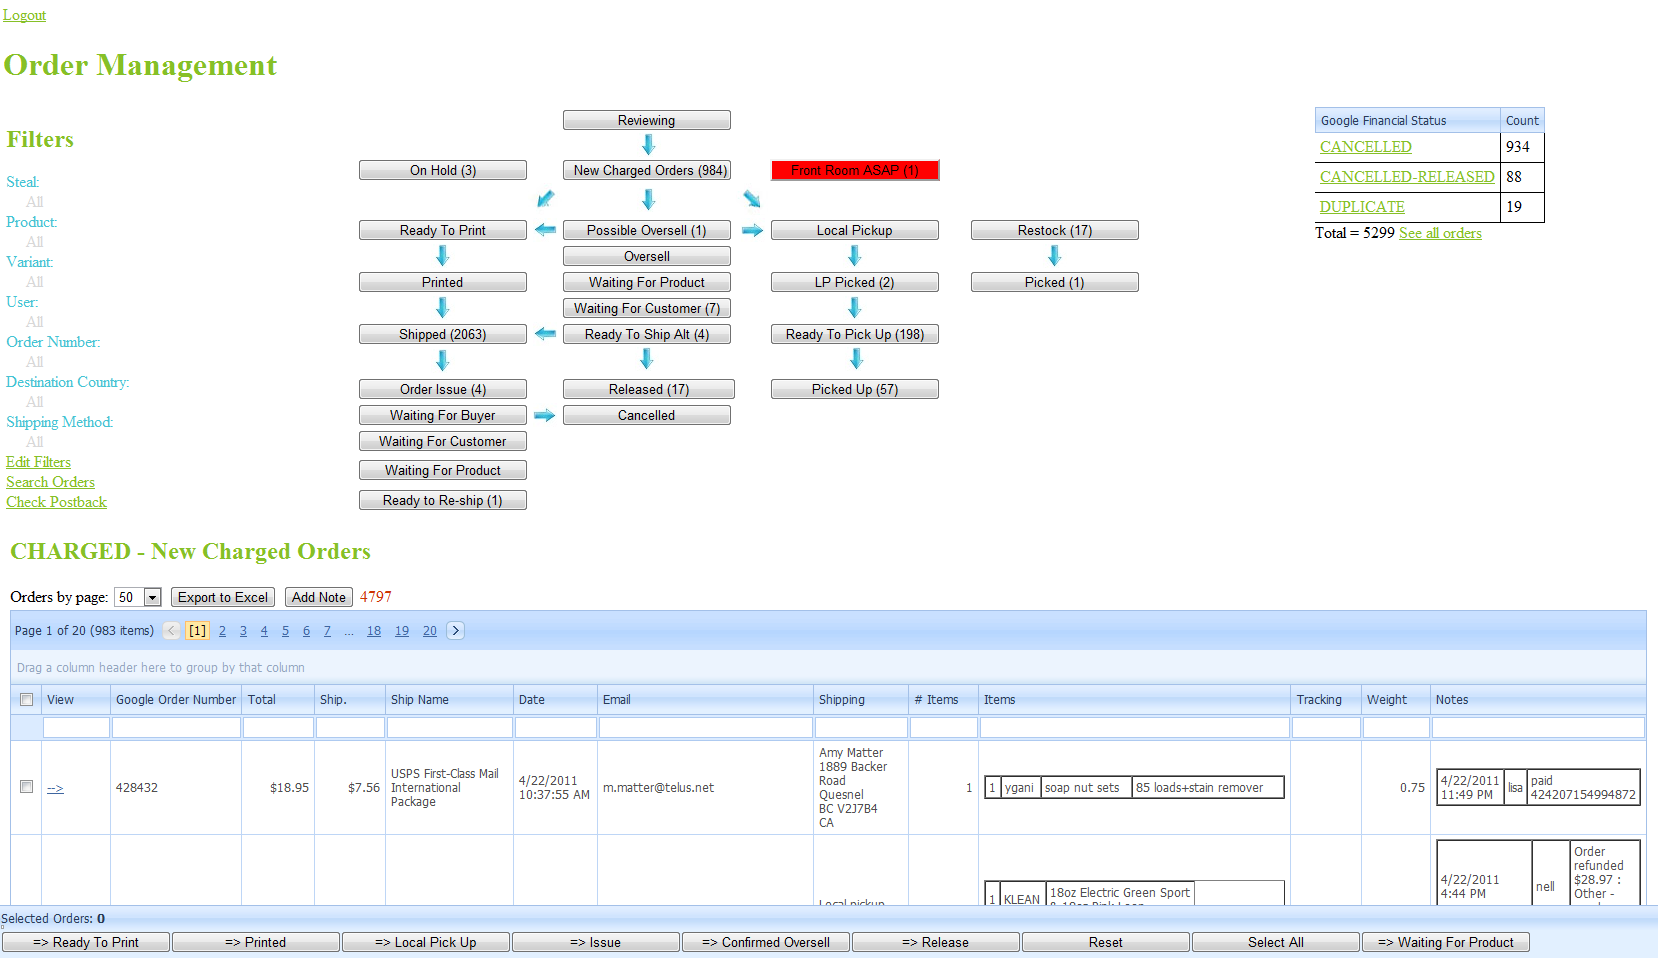 Logout
Order Management
Filters
Steal:
All
Product:
All
Variant:
All
User:
All
Order Number:
All
Destination Country:
All
Shipping Method:
All
Edit Filters
Search Orders
Check Postback
Reviewing
On Hold (3)
New Charged Orders (984)
Front Room ASAP (1)
Ready To Print
Possible Oversell (1)
Local Pickup
Restock (17)
Oversell
Printed
Waiting For Product
LP Picked (2)
Picked (1)
Waiting For Customer (7)
Shipped (2063)
Ready To Ship Alt (4)
Ready To Pick Up (198)
Order Issue (4)
Released (17)
Picked Up (57)
Waiting For Buyer
Cancelled
Waiting For Customer
Waiting For Product
Ready to Re-ship (1)
Google Financial Status Count
CANCELLED 934
CANCELLED-RELEASED 88
DUPLICATE 19
Total = 5299 See all orders
CHARGED - New Charged Orders
Orders by page: 50 Export to Excel Add Note 4797
Page 1 of 20 (983 items) < [1] 2 3 4 5 6 7 ... 18 19 20 >
Drag a column header here to group by that column
View Google Order Number Total Ship. Ship Name Date Email Shipping # Items Items Tracking Weight Notes
--> 428432 $18.95 $7.56
USPS First-Class Mail
International
Package
4/22/2011
10:37:55 AM
m.matter@telus.net
Amy Matter
1889 Backer
Road
Quesnel
BC V2J7B4
CA
1
1 ygani soap nut sets 85 loads+stain remover
0.75
4/22/2011
11:49 PM
lisa
paid
424207154994872
Local pickup
1 KLEAN
18oz Electric Green Sport
4/22/2011
4:44 PM
nell
Order
refunded
$28.97 :
Other -
Selected Orders: 0
=> Ready To Print => Printed => Local Pick Up => Issue => Confirmed Oversell => Release Reset Select All => Waiting For Product